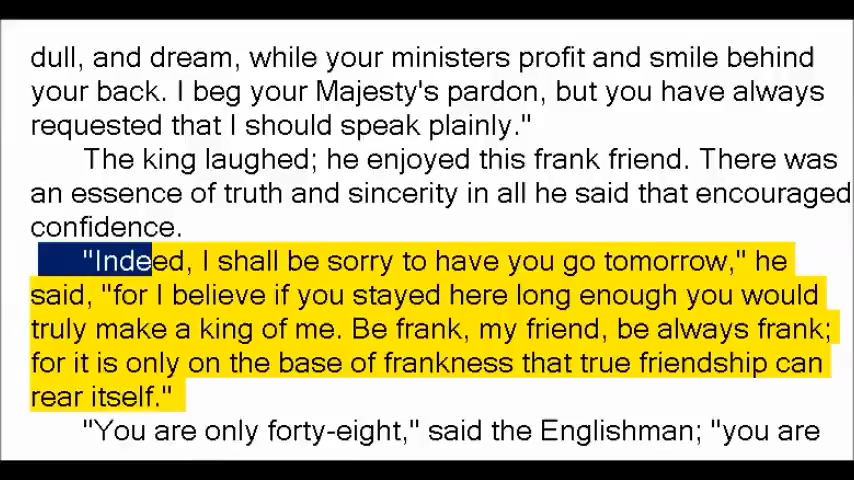 dull, and dream, while your ministers profit and smile behind
your back. I beg your Majesty's pardon, but you have always
requested that I should speak plainly."
The king laughed; he enjoyed this frank friend. There was
an essence of truth and sincerity in all he said that encouraged
confidence.
"Indeed, I shall be sorry to have you go tomorrow," he
said, "for I believe if you stayed here long enough you would
truly make a king of me. Be frank, my friend, be always frank;
for it is only on the base of frankness that true friendship can
rear itself."
"You are only forty-eight," said the Englishman; "you are